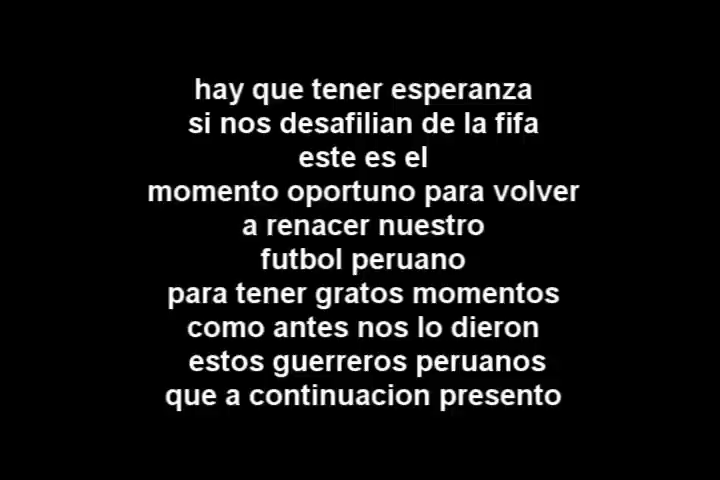 hay que tener esperanza
si nos desafilian de la fifa
este es el
momento oportuno para volver
a renacer nuestro
futbol peruano
para tener gratos momentos
como antes nos lo dieron
estos guerreros peruanos
que a continuacion presento